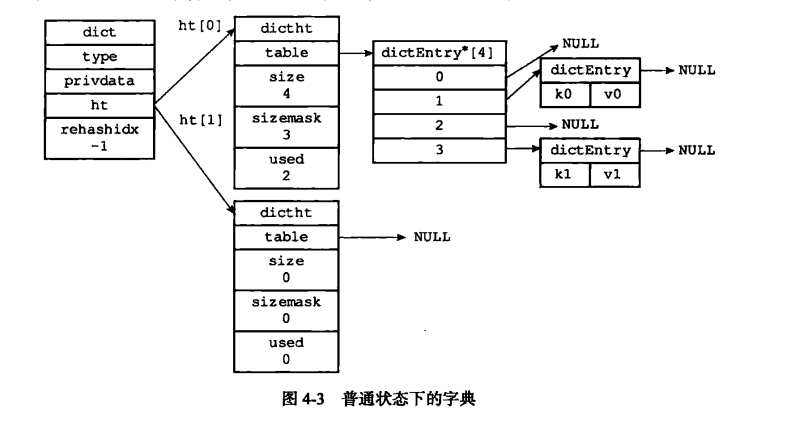 dict
type
privdata
ht
rehashidx
-1
ht[0]
ht[1]
dictht
table
size
4
sizemask
3
used
2
dictEntry*[4]
0
1
2
3
NULL
dictEntry
k0 v0
NULL
NULL
dictEntry
k1 v1
NULL
dictht
table
size
0
sizemask
0
used
0
NULL
图 4-3 普通状态下的字典